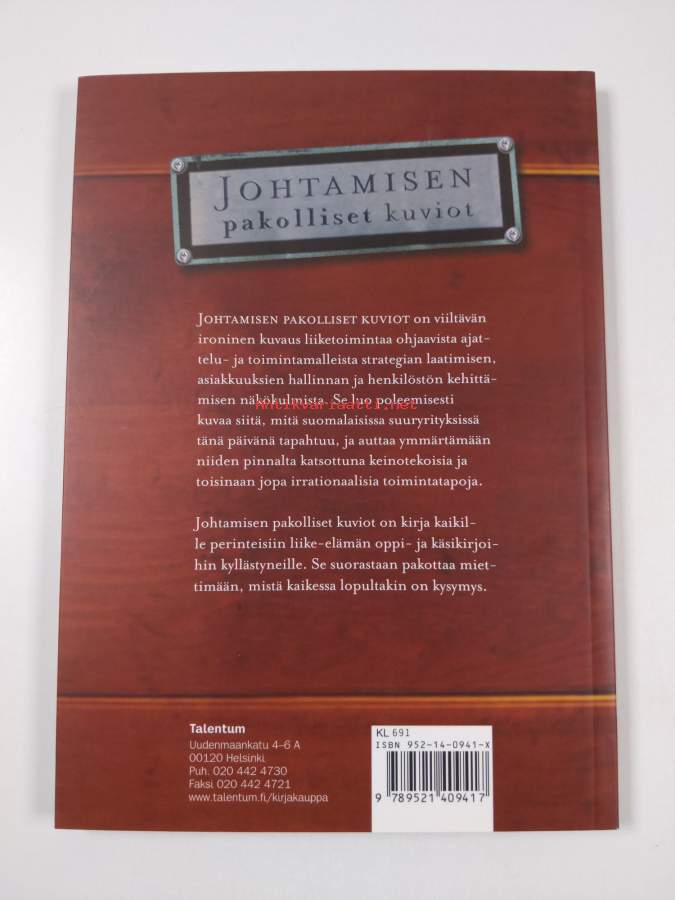 JOHTAMISEN
pakolliset kuviot
JOHTAMISEN PAKOLLISET KUVIOT on viiltävän
ironinen kuvaus liiketoimintaa ohjaavista ajat-
telu- ja toimintamalleista strategian laatimisen,
asiakkuuksien hallinnan ja henkilöstön kehittä-
misen näkökulmista. Se luo poleemisesti
Antikvariaatti.net
kuvaa siitä, mitä suomalaisissa suuryrityksissä
tänä päivänä tapahtuu, ja auttaa ymmärtämään
niiden pinnalta katsottuna keinotekoisia ja
toisinaan jopa irrationaalisia toimintatapoja.
Johtamisen pakolliset kuviot on kirja kaikil-
le perinteisiin liike-elämän oppi- ja käsikirjoi-
hin kyllästyneille. Se suorastaan pakottaa miet-
timään, mistä kaikessa lopultakin on kysymys.
Talentum
Uudenmaankatu 4–6 A
00120 Helsinki
Puh. 020 442 4730
Faksi 020 442 4721
www.talentum.fi/kirjakauppa
KL 691
ISBN 952-14-0941-X
9 789521 409417